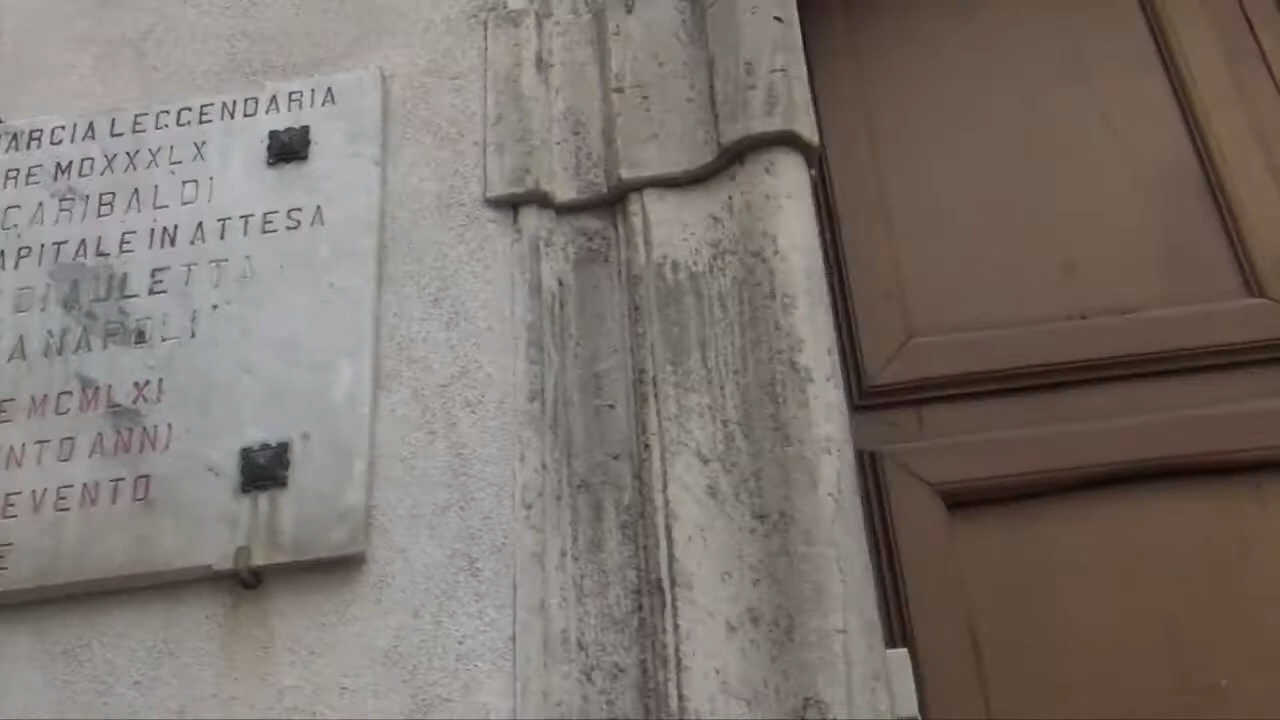 ARCIA LEGGENDARIA
RE MDXXXLX
GARIBALDI
APITALE IN ATTESA
DI AULETTA
A NAPOLI"
E MCMLXI
NTO ANNI
EVENTO
E